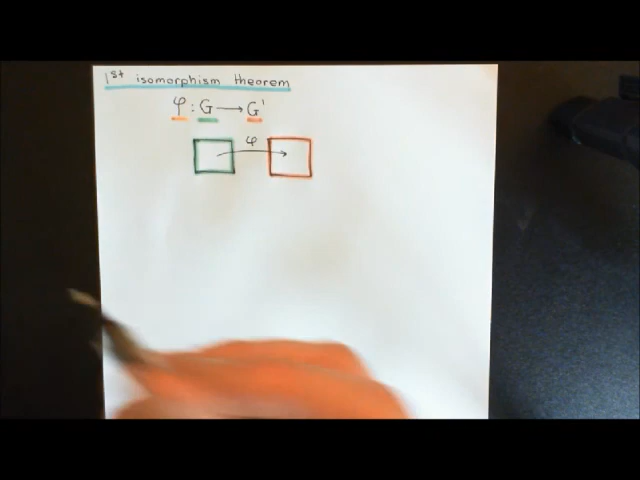 1st isomorphism theorem
φ : G → G'
φ